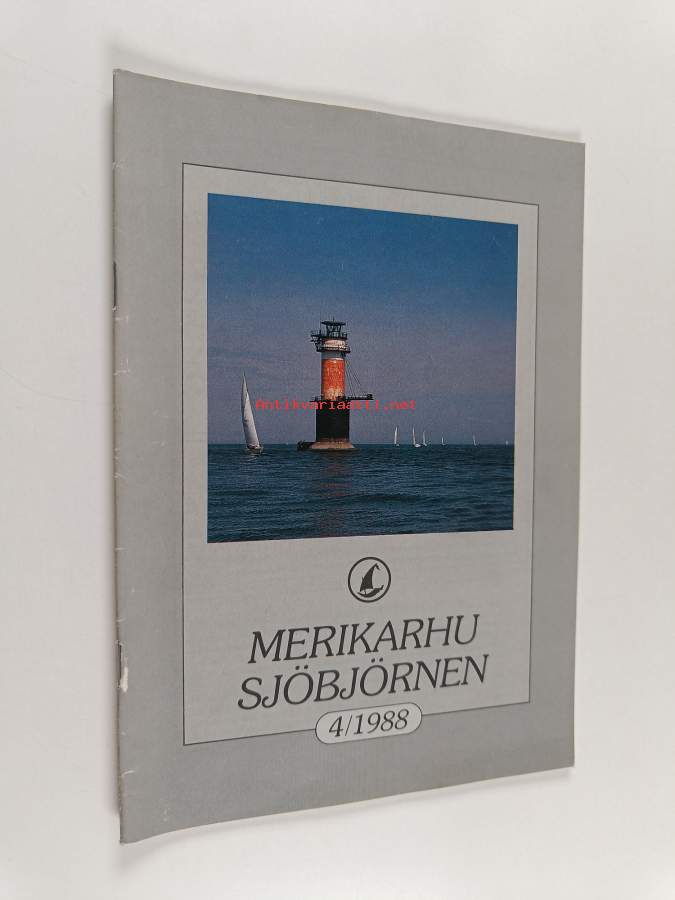 Antikvariaatti.net
MERIKARHU
SJÖBJÖRNEN
4/1988